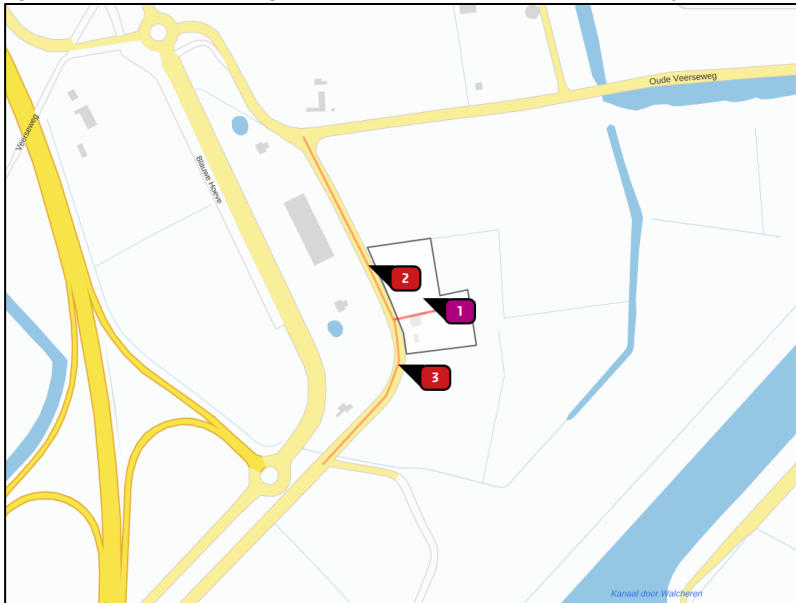 Oude Veerseweg
Veerseweg
Blauwe Hoeve
2
1
3
Kanaal door Walcheren